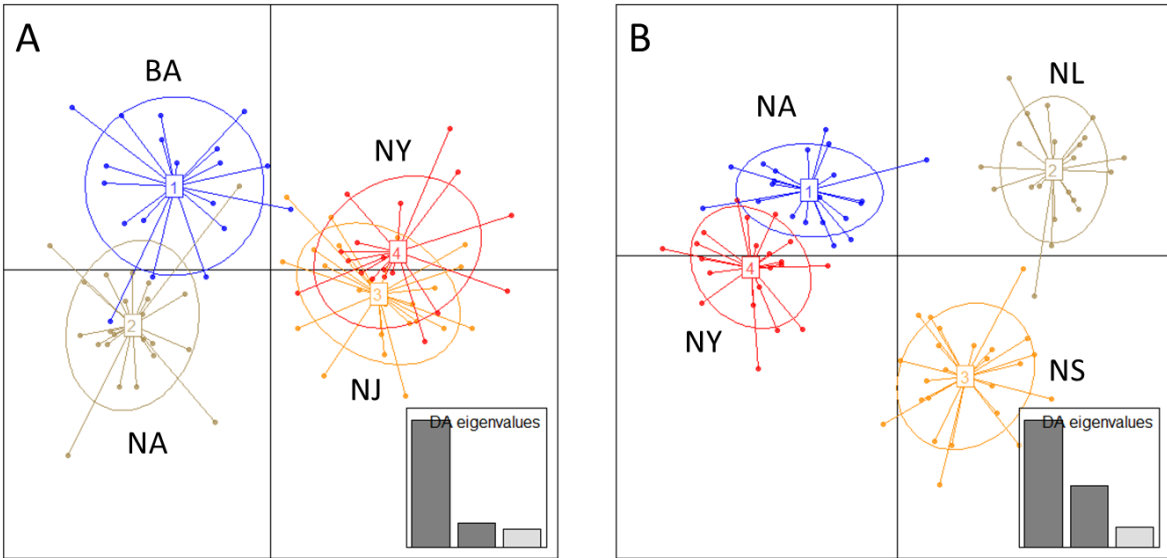 A
BA
1
NY
4
3
2
NJ
NA
DA eigenvalues
B
NL
NA
2
1
4
NY
3
NS
DA eigenvalues